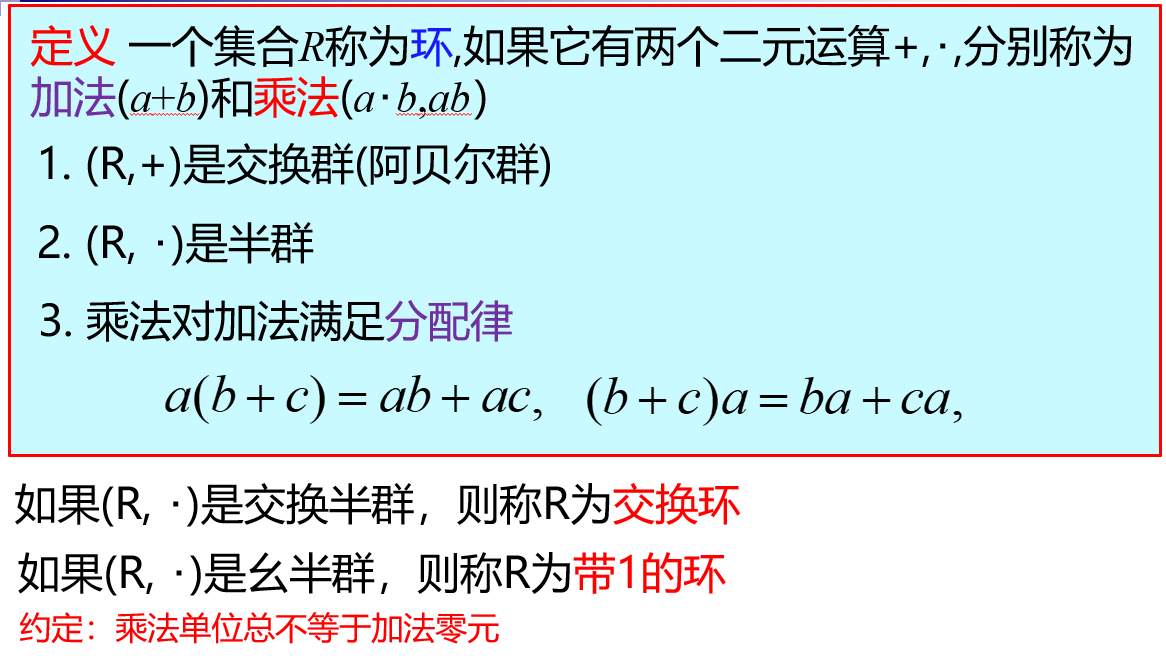 定义 一个集合R称为环,如果它有两个二元运算+,·,分别称为
加法(a+b)和乘法(a·b,ab)
1. (R,+)是交换群(阿贝尔群)
2. (R, ·)是半群
3. 乘法对加法满足分配律
a(b+c)=ab+ac, (b+c)a=ba+ca,
如果(R, ·)是交换半群，则称R为交换环
如果(R, ·)是幺半群，则称R为带1的环
约定：乘法单位总不等于加法零元